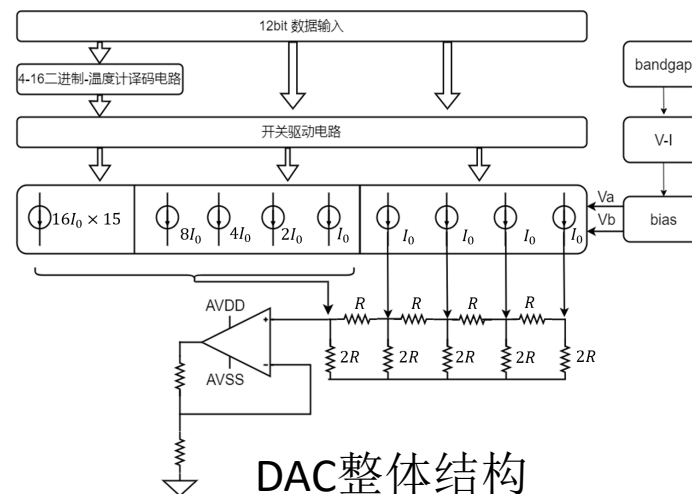 12bit 数据输入
4-16二进制-温度计译码电路
bandgap
开关驱动电路
V-I
16I₀ × 15
8I₀
4I₀
2I₀
I₀
I₀
I₀
I₀
I₀
Va
Vb
bias
AVDD
+
-
AVSS
R
R
R
R
2R
2R
2R
2R
2R
DAC整体结构